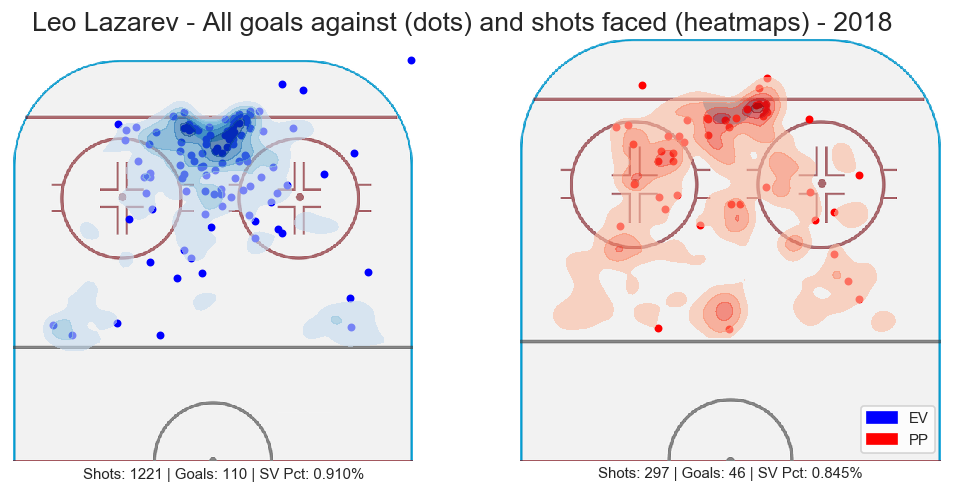 Leo Lazarev - All goals against (dots) and shots faced (heatmaps) - 2018
EV
PP
Shots: 1221 | Goals: 110 | SV Pct: 0.910%
Shots: 297 | Goals: 46 | SV Pct: 0.845%